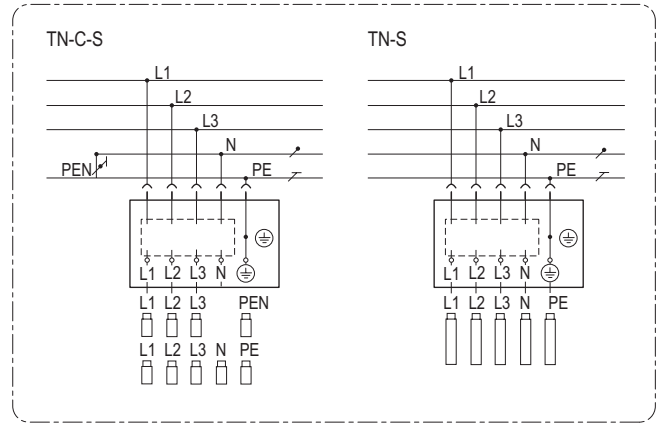 TN-C-S TN-S
L1 L1
L2 L2
L3 L3
N N
PEN PE PE
L1 L2 L3 N L1 L2 L3 N
L1 L2 L3 PEN L1 L2 L3 N PE
L1 L2 L3 N PE